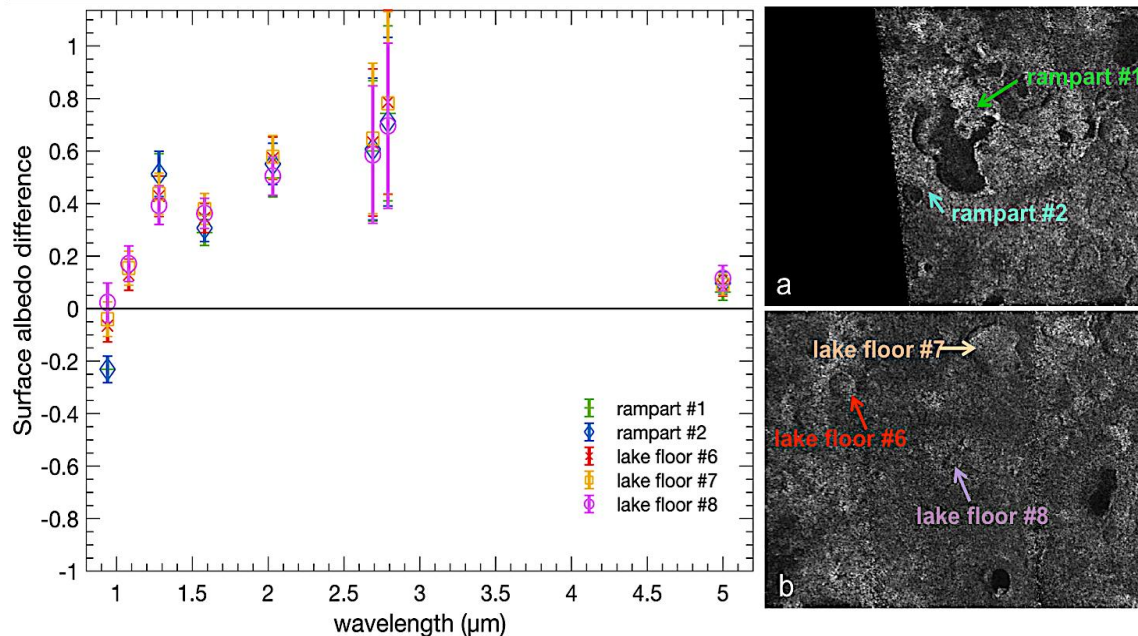 1
0.8
0.6
0.4
0.2
0
-0.2
-0.4
-0.6
-0.8
-1
Surface albedo difference
1 1.5 2 2.5 3 3.5 4 4.5 5
wavelength (µm)
rampart #1
rampart #2
lake floor #6
lake floor #7
lake floor #8
rampart #1
rampart #2
a
lake floor #7
lake floor #6
lake floor #8
b